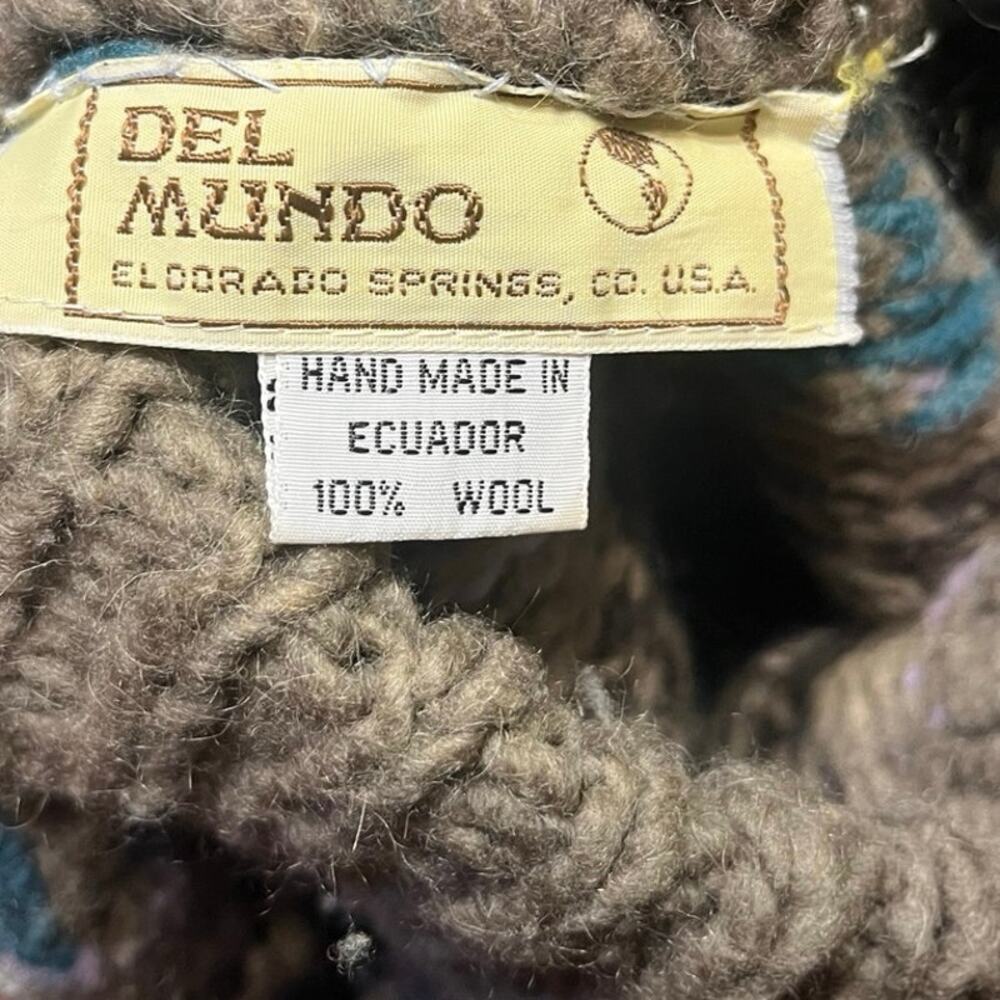 DEL
MUNDO
ELDORADO SPRINGS, CO. U.S.A.
HAND MADE IN
ECUADOR
100% WOOL